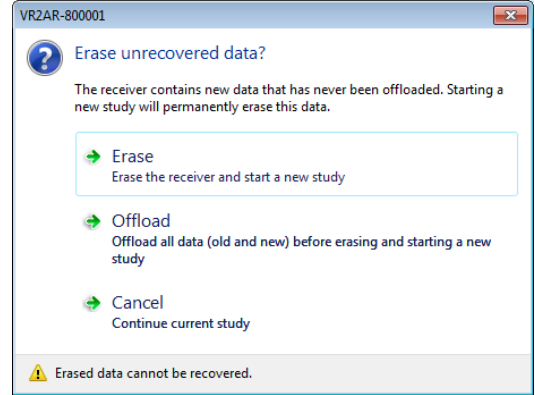 VR2AR-800001
Erase unrecovered data?
The receiver contains new data that has never been offloaded. Starting a
new study will permanently erase this data.
Erase
Erase the receiver and start a new study
Offload
Offload all data (old and new) before erasing and starting a new
study
Cancel
Continue current study
Erased data cannot be recovered.